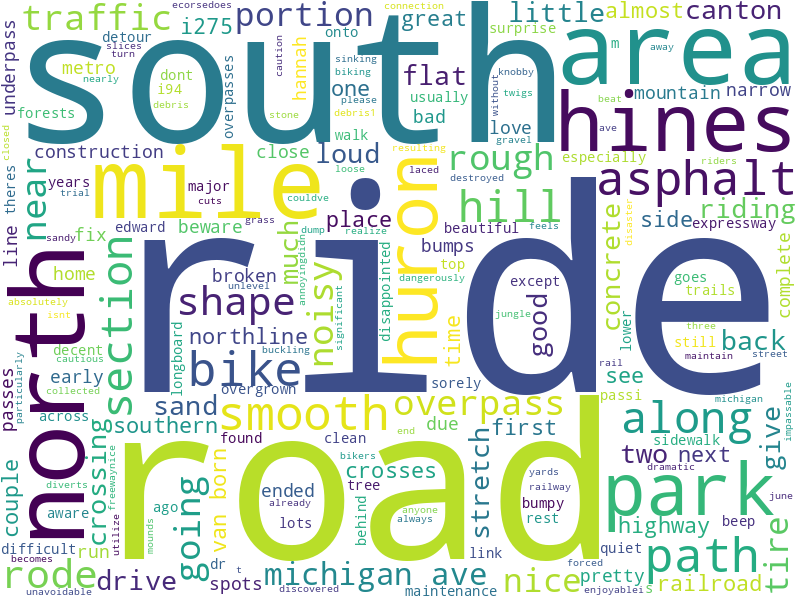 ecorsedoes
connection
traffic
detour
portion
great
little
almost
canton
slices
turn
i275
onto
surprise
m
away
underpass
metro
nearly
dont
i94
debris
forests
overpasses
caution
hannah
south
sinking
biking
one
please
debris1
flat
usually
bad
knobby
without
twigs
love
gravel
area
mountain
narrow
beat
ave
hines
closed
construction
close
loud
walk
stone
resulting
rough
especially
riders
line
theres
near
years
trial
mile
major
cuts
laced
couldve
loose
destroyed
hill
asphalt
edward
grass
place
huron
beautiful
feels
side
expressway
riding
fix
beware
dump
realize
bumps
sandy
home
section
much
annoyingdidn
broken
unlevel
disappointed
top
dangerously
except
concrete
disaster
goes
trails
complete
absolutely
isnt
north
shape
noisy
significant
ride
jungle
good
lower
three
still
maintain
street
back
passes
decent
cautious
particularly
early
collected
longboard
northline
buckling
bike
time
see
rail
across
overgrown
sorely
sand
smooth
overpass
passi
michigan
impassable
southern
found
clean
due
first
along
sidewalk
give
couple
crossing
end
bikers
crosses
stretch
two
next
dramatic
aware
diverts
freewaynice
going
ago
van born
ended
already
tree
behind
anyone
always
road
yards
railway
bumpy
rest
park
june
highway
beep
difficult
run
utilize
mounds
lots
dr
t
link
quiet
path
tire
becomes
rode
drive
spots
discovered
michigan ave
maintenance
nice
forced
pretty
railroad
unavoidable
enjoyablei
S